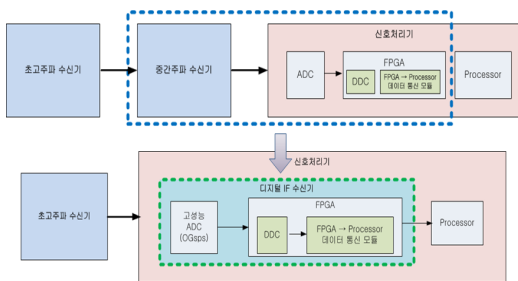 신호처리기
초고주파 수신기
중간주파 수신기
ADC
FPGA
DDC
FPGA → Processor
데이터 통신 모듈
Processor
신호처리기
디지털 IF 수신기
FPGA
초고주파 수신기
고성능
ADC
(OGsps)
DDC
FPGA → Processor
데이터 통신 모듈
Processor